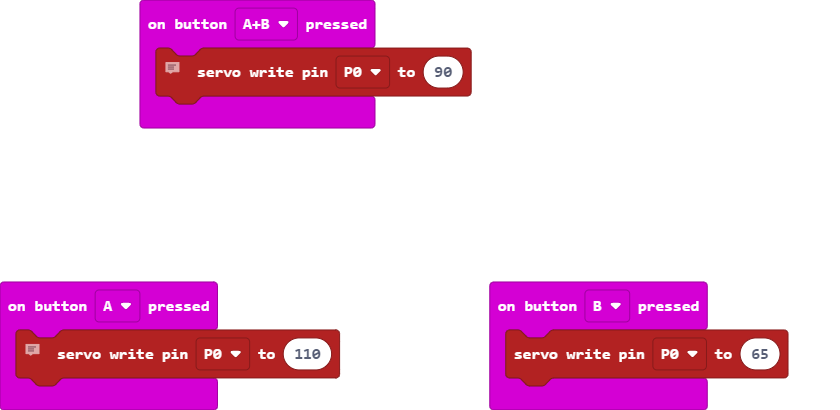 on button A+B pressed
servo write pin P0 to 90
on button A pressed
servo write pin P0 to 110
on button B pressed
servo write pin P0 to 65